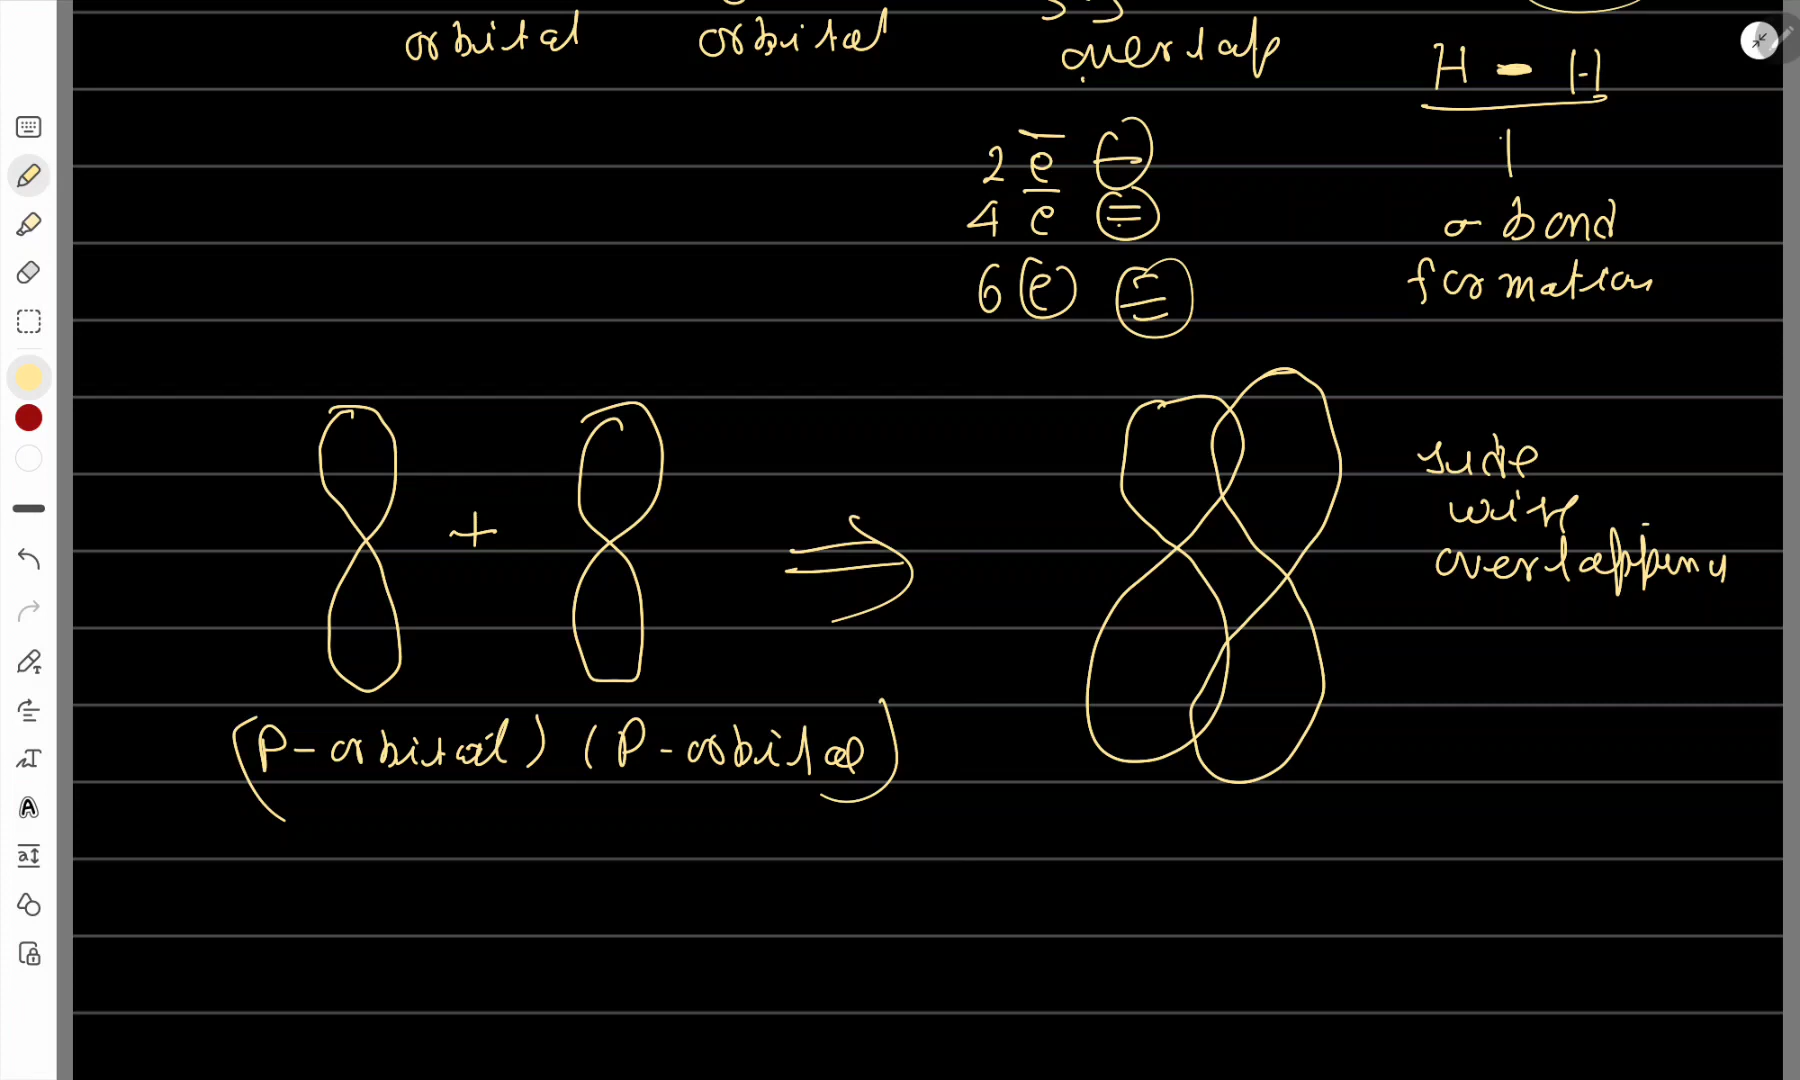 orbital orbital overlap
H - H
2 e̅ −
4 e̅ =
6 e ≡
σ bond
formation
+ ⇒
side
wise
overlapping
(P-orbital) (P-orbital)